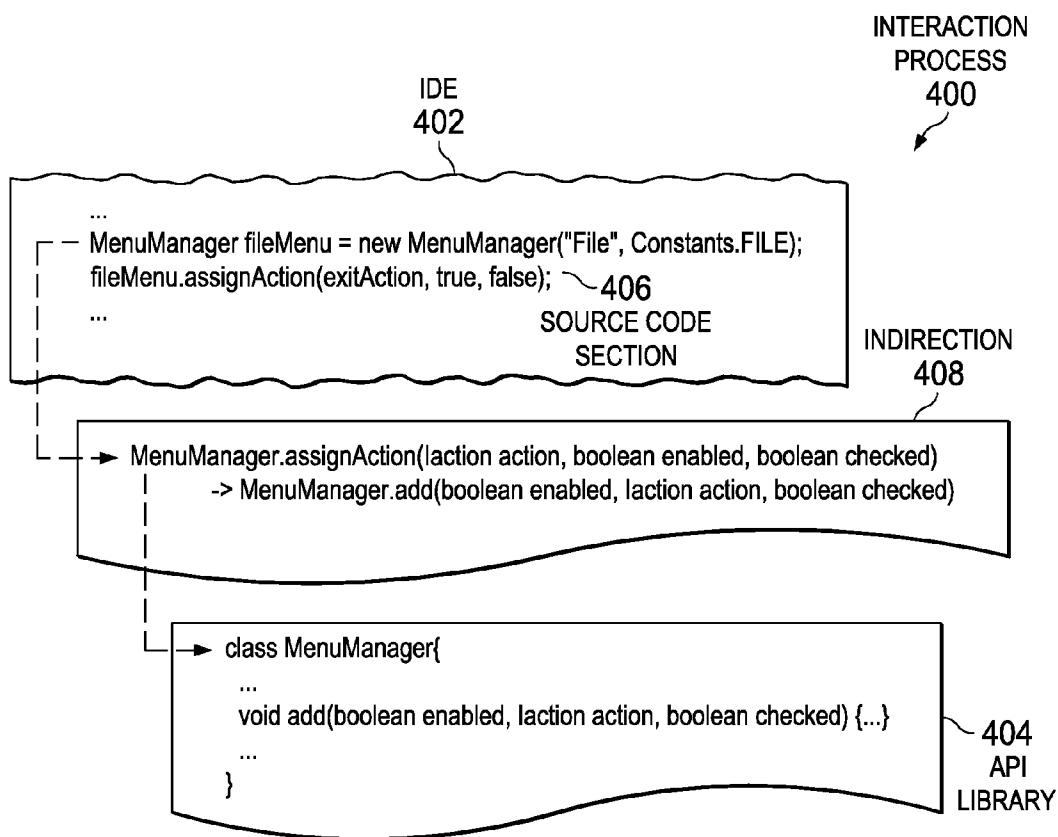 INTERACTION
PROCESS
400
IDE
402
...
MenuManager fileMenu = new MenuManager("File", Constants.FILE);
fileMenu.assignAction(exitAction, true, false);
406
SOURCE CODE
SECTION
...
INDIRECTION
408
MenuManager.assignAction(Iaction action, boolean enabled, boolean checked)
-> MenuManager.add(boolean enabled, Iaction action, boolean checked)
class MenuManager{
...
void add(boolean enabled, Iaction action, boolean checked) {...}
...
}
404
API
LIBRARY